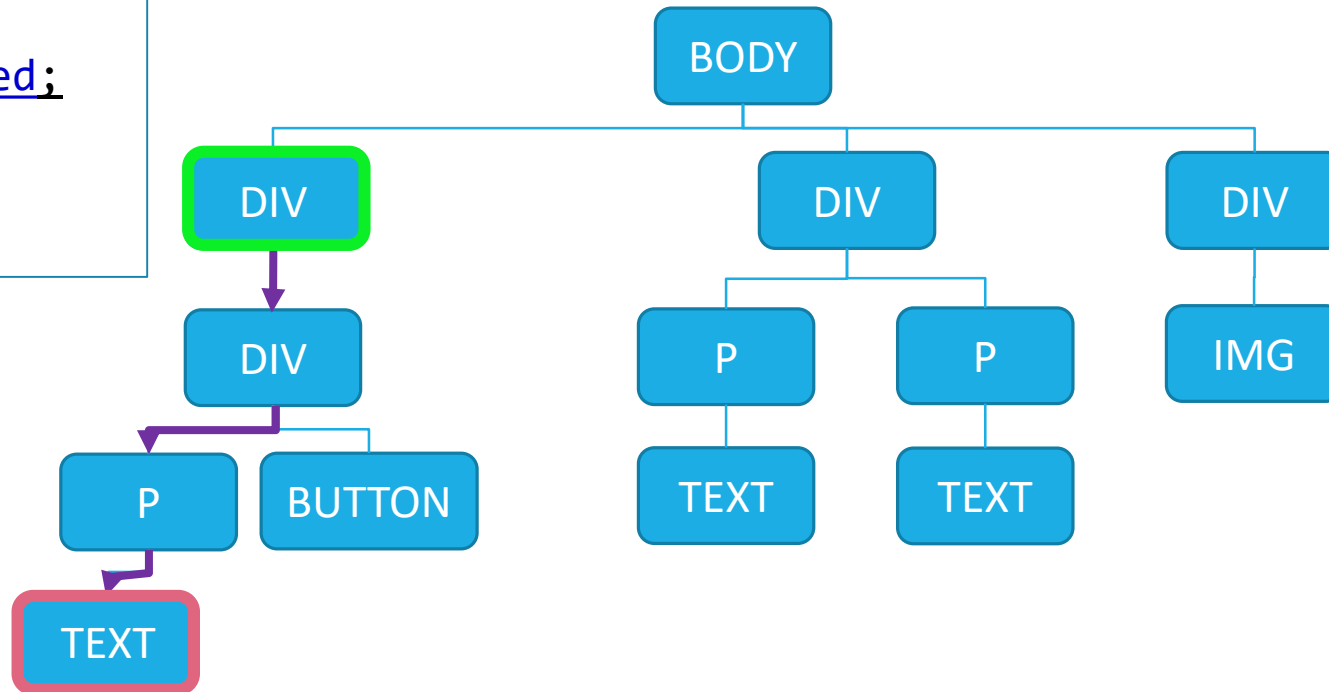 ed;
BODY
DIV DIV DIV
DIV P P IMG
P BUTTON TEXT TEXT
TEXT